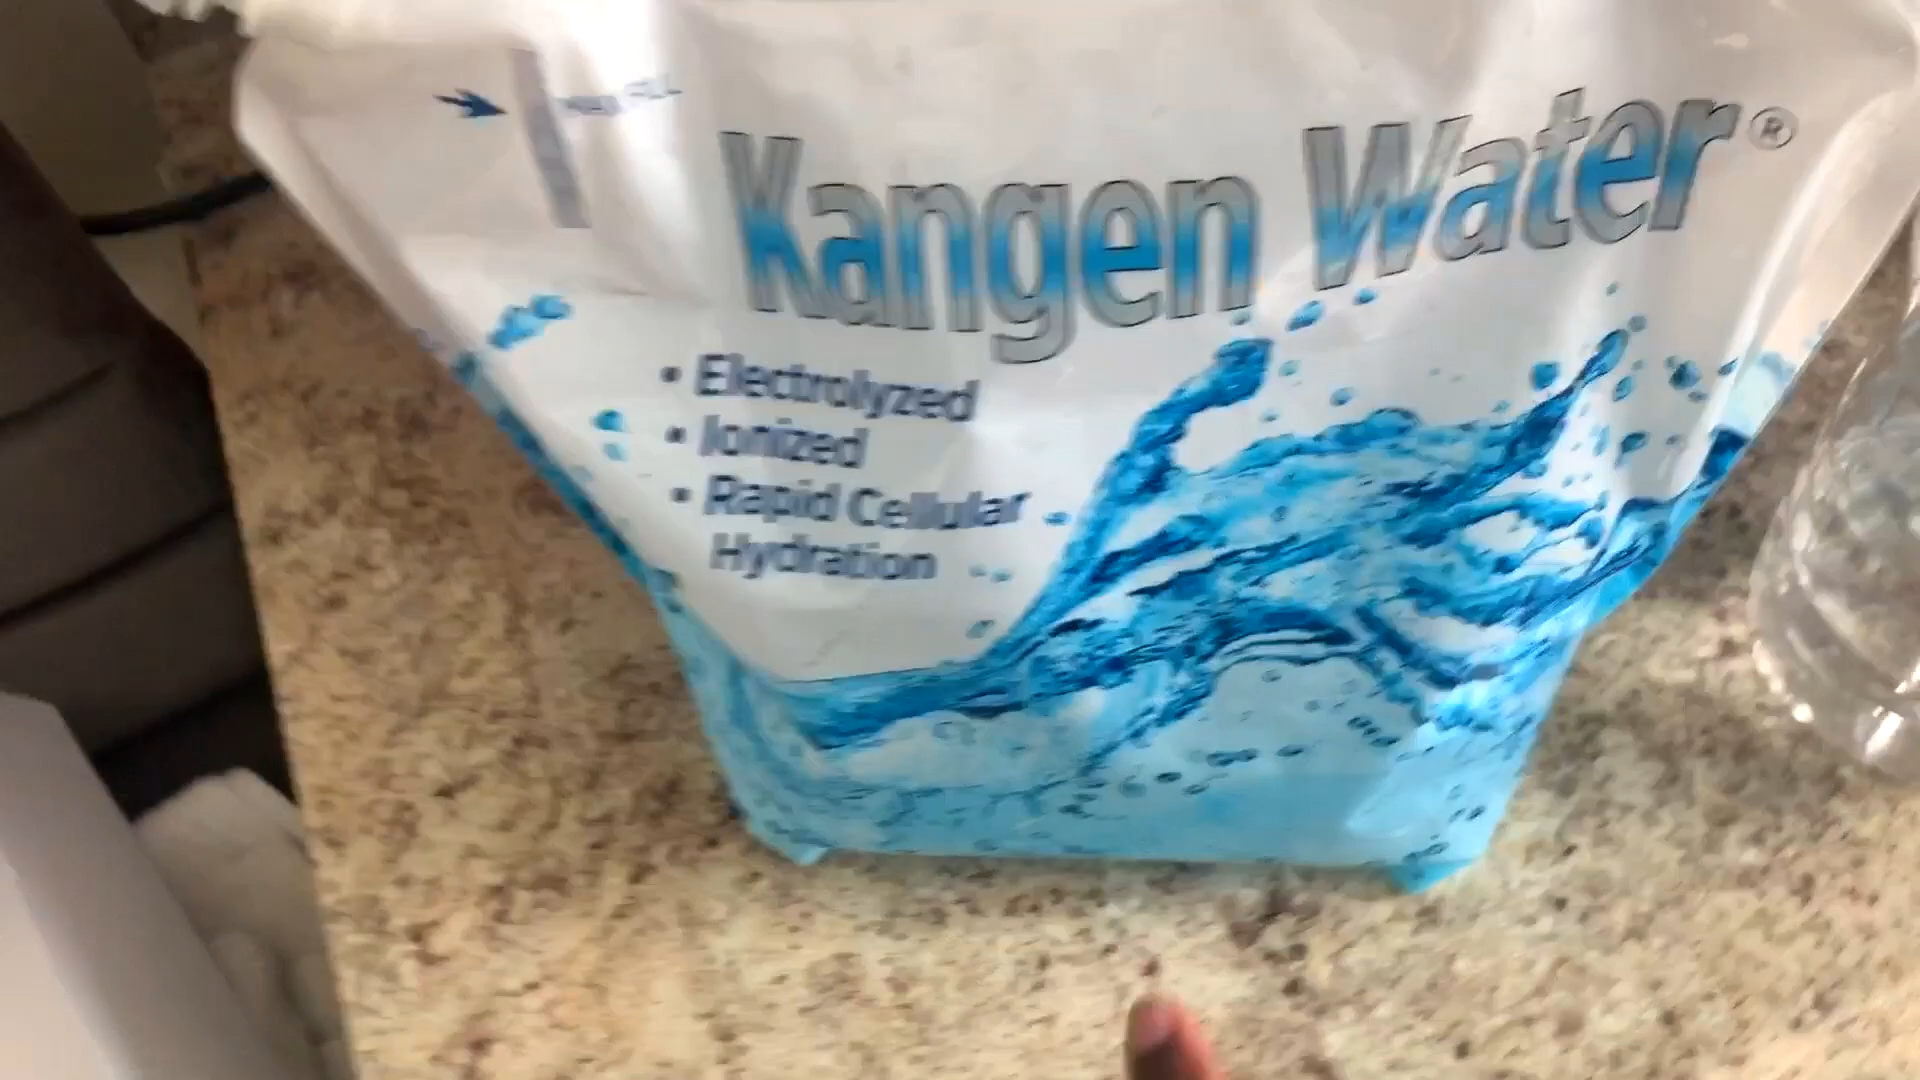 Kangen Water®
• Electrolyzed
• Ionized
• Rapid Cellular
Hydration